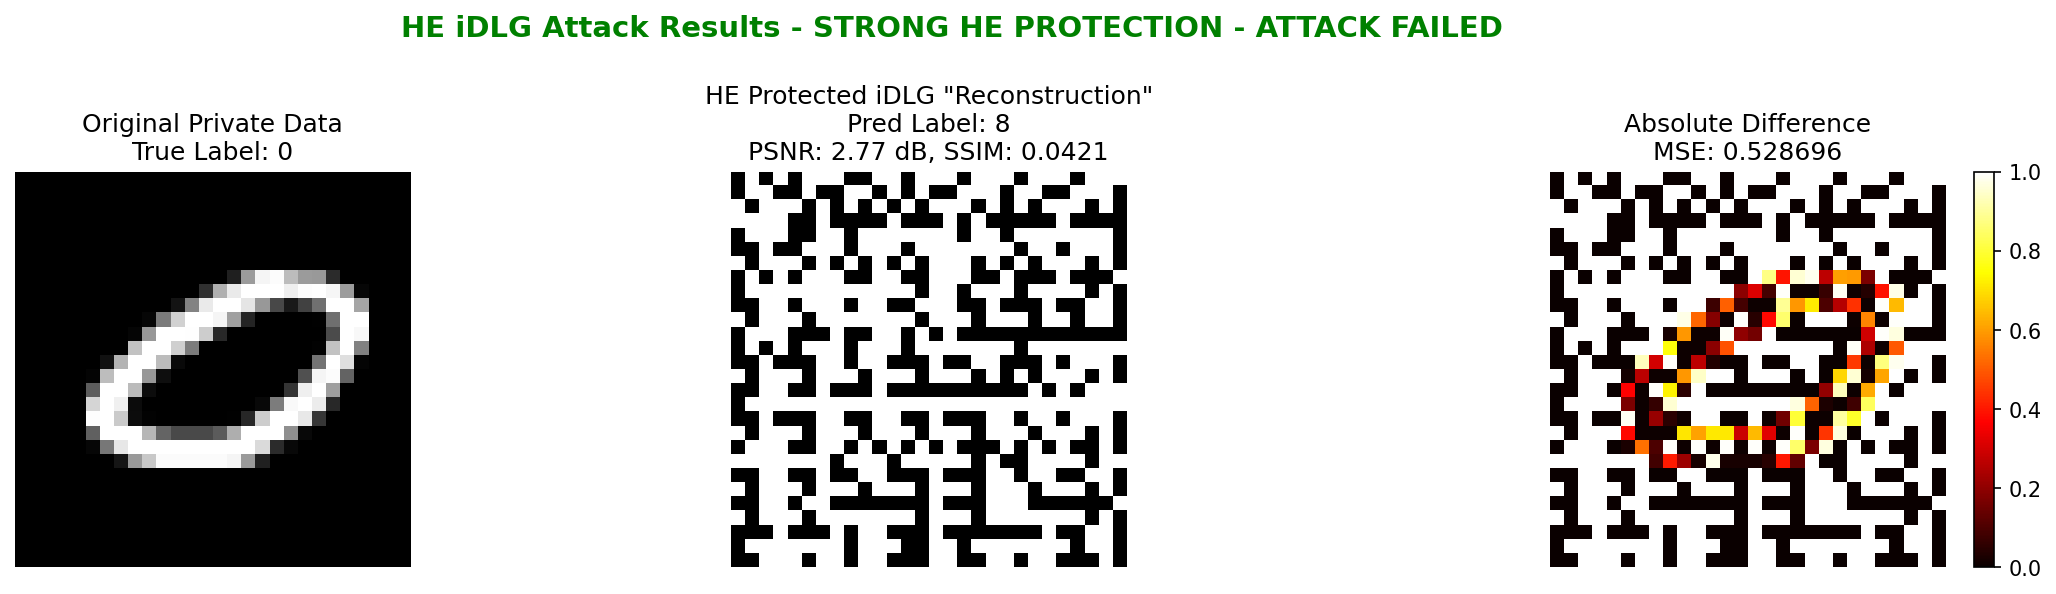 HE iDLG Attack Results - STRONG HE PROTECTION - ATTACK FAILED
Original Private Data
True Label: 0
HE Protected iDLG "Reconstruction"
Pred Label: 8
PSNR: 2.77 dB, SSIM: 0.0421
Absolute Difference
MSE: 0.528696
1.0
0.8
0.6
0.4
0.2
0.0